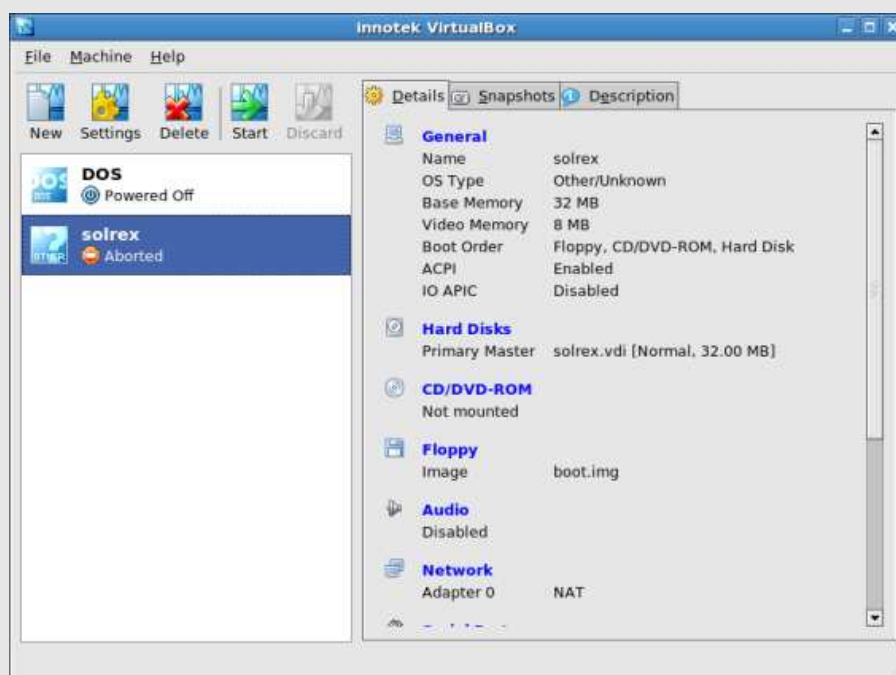 innotek VirtualBox
File Machine Help
New Settings Delete Start Discard
DOS
Powered Off
solrex
Aborted
Details Snapshots Description
General
Name solrex
OS Type Other/Unknown
Base Memory 32 MB
Video Memory 8 MB
Boot Order Floppy, CD/DVD-ROM, Hard Disk
ACPI Enabled
IO APIC Disabled
Hard Disks
Primary Master solrex.vdi [Normal, 32.00 MB]
CD/DVD-ROM
Not mounted
Floppy
Image boot.img
Audio
Disabled
Network
Adapter 0 NAT